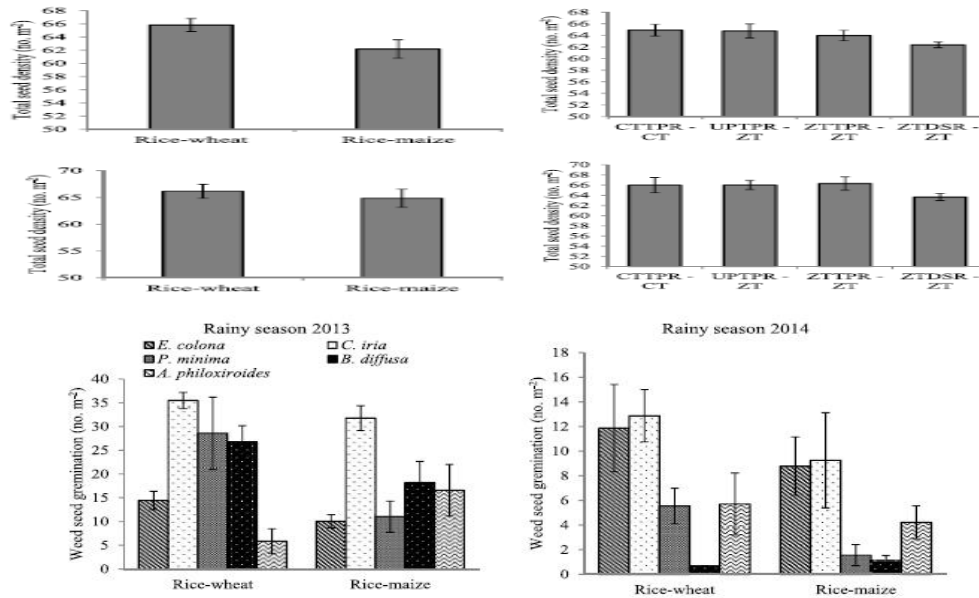 Total seed density (no. m-2)
68
66
64
62
60
58
56
54
52
50
Rice-wheat
Rice-maize
Total seed density (no. m-2)
68
66
64
62
60
58
56
54
52
50
CTTPR - CT
UPTPR - ZT
ZTTPR - ZT
ZTDSR - ZT
Total seed density (no. m-2)
70
65
60
55
50
Rice-wheat
Rice-maize
Total seed density (no. m-2)
70
68
66
64
62
60
58
56
54
52
50
CTTPR - CT
UPTPR - ZT
ZTTPR - ZT
ZTDSR - ZT
Rainy season 2013
E. colona
C. iria
P. minima
B. diffusa
A. philoxiroides
Weed seed gremination (no. m-2)
40
35
30
25
20
15
10
5
0
Rice-wheat
Rice-maize
Rainy season 2014
Weed seed gremination (no. m-2)
18
16
14
12
10
8
6
4
2
0
Rice-wheat
Rice-maize